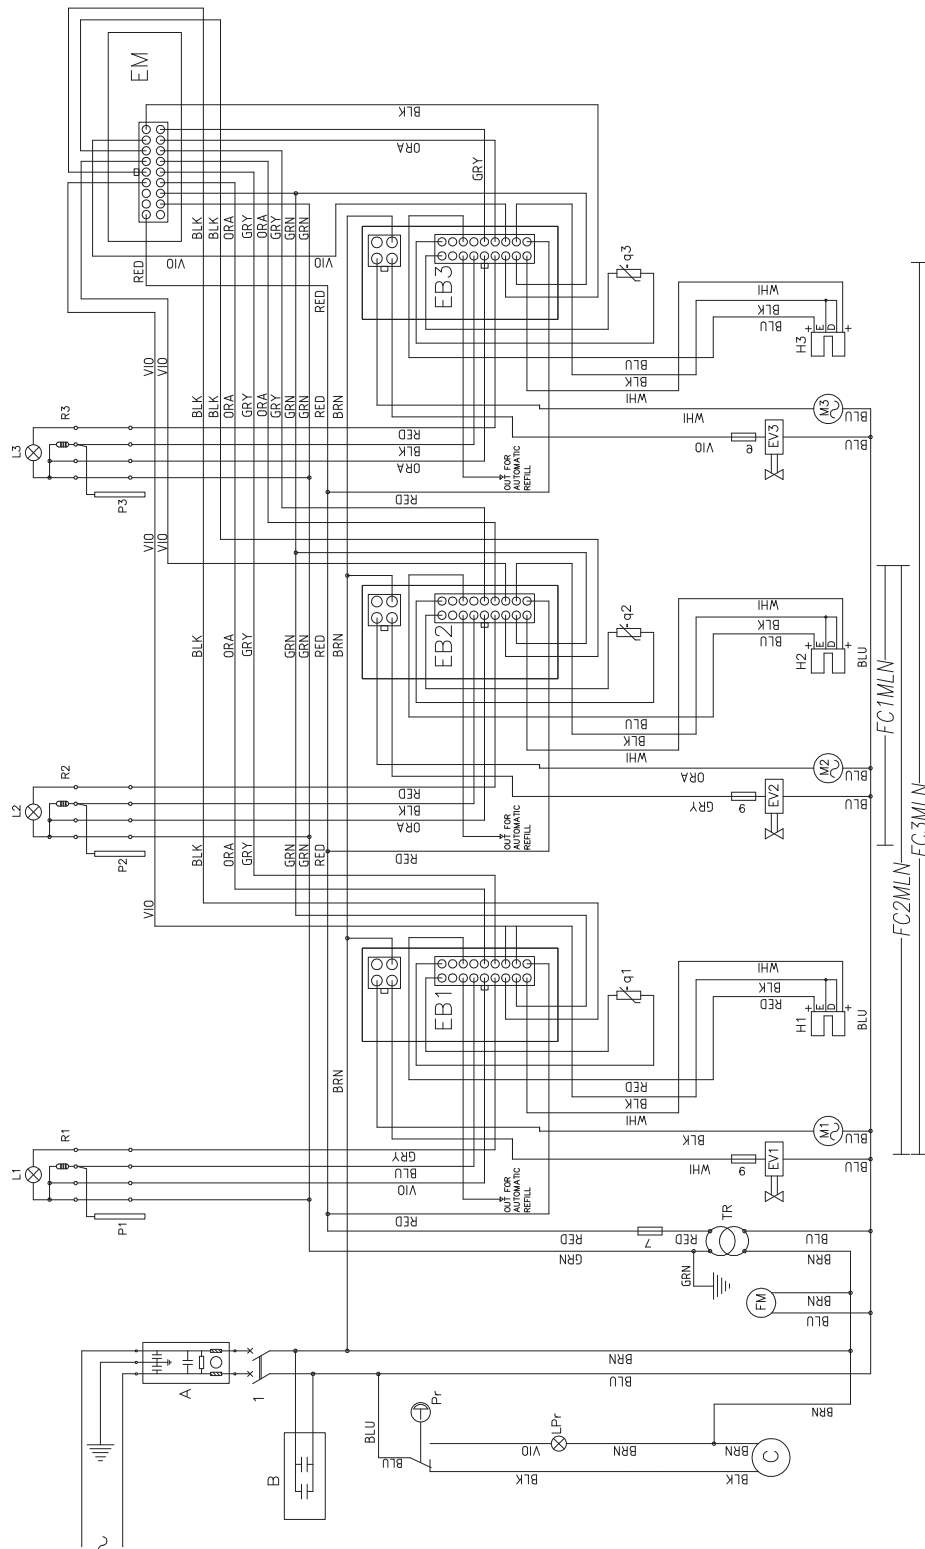 EM
BLK
ORA
GRY
BLK
BLK
ORA
GRY
ORA
GRY
GRN
GRN
VIO
RED
VIO
RED
EB3
q3
WHI
BLK
BLU
H3
+
E
D
+
BLU
BLK
WHI
VIO
VIO
BLK
BLK
ORA
GRY
ORA
GRY
GRN
GRN
RED
BRN
L3
R3
P3
RED
BLK
ORA
RED
OUT FOR
AUTOMATIC
REFILL
WHI
VIO
6
EV3
M3
BLU
BLU
VIO
VIO
BLK
ORA
GRY
GRN
GRN
RED
BRN
EB2
q2
WHI
BLK
BLU
H2
+
E
D
+
BLU
BLU
BLK
WHI
L2
R2
P2
RED
BLK
ORA
RED
OUT FOR
AUTOMATIC
REFILL
ORA
GRY
6
EV2
M2
BLU
BLU
FC1MLN
FC2MLN
FC3MLN
BLK
ORA
GRY
GRN
GRN
RED
VIO
EB1
q1
WHI
BLK
RED
H1
+
E
D
+
BLU
BRN
RED
BLK
WHI
L1
R1
P1
GRY
BLU
VIO
RED
OUT FOR
AUTOMATIC
REFILL
BLK
WHI
6
EV1
M1
BLU
BLU
RED
GRN
7
RED
TR
BLU
BRN
GRN
FM
BRN
BLU
A
1
BRN
BLU
B
BLU
BLU
Pr
VIO
LPr
BRN
BRN
BRN
BLK
BLK
C
~